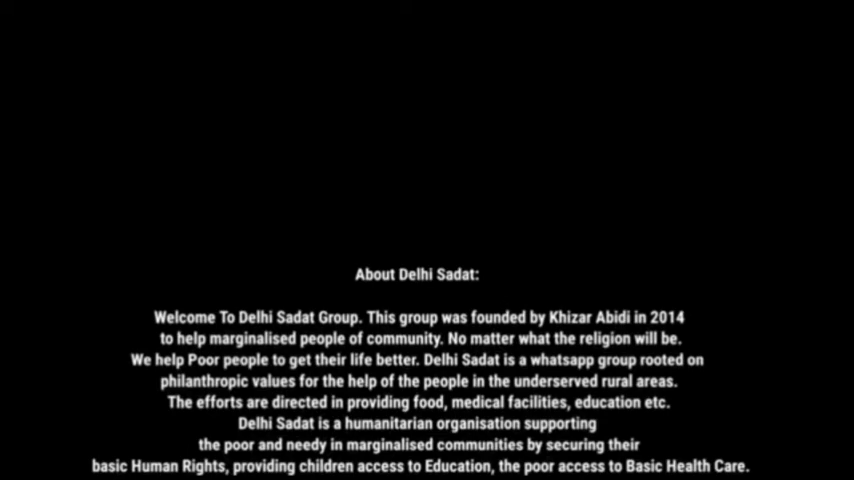 About Delhi Sadat:
Welcome To Delhi Sadat Group. This group was founded by Khizar Abidi in 2014
to help marginalised people of community. No matter what the religion will be.
We help Poor people to get their life better. Delhi Sadat is a whatsapp group rooted on
philanthropic values for the help of the people in the underserved rural areas.
The efforts are directed in providing food, medical facilities, education etc.
Delhi Sadat is a humanitarian organisation supporting
the poor and needy in marginalised communities by securing their
basic Human Rights, providing children access to Education, the poor access to Basic Health Care.